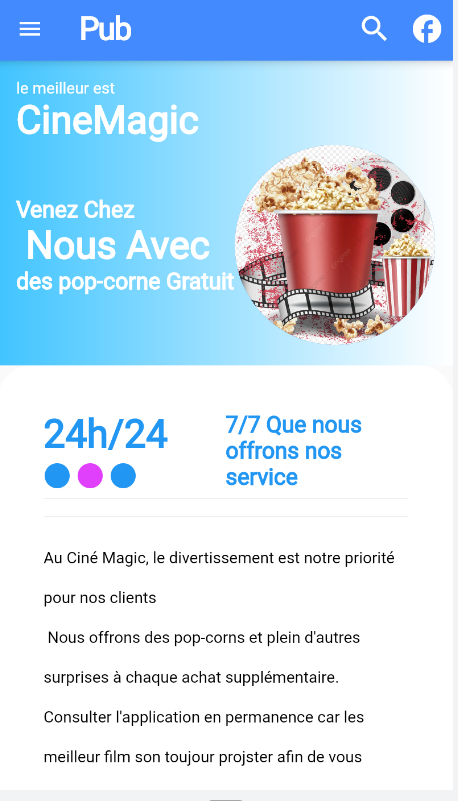 Pub
le meilleur est
CineMagic
Venez Chez
Nous Avec
des pop-corne Gratuit
24h/24
7/7 Que nous
offrons nos
service
Au Ciné Magic, le divertissement est notre priorité
pour nos clients
Nous offrons des pop-corns et plein d'autres
surprises à chaque achat supplémentaire.
Consulter l'application en permanence car les
meilleur film son toujour projster afin de vous